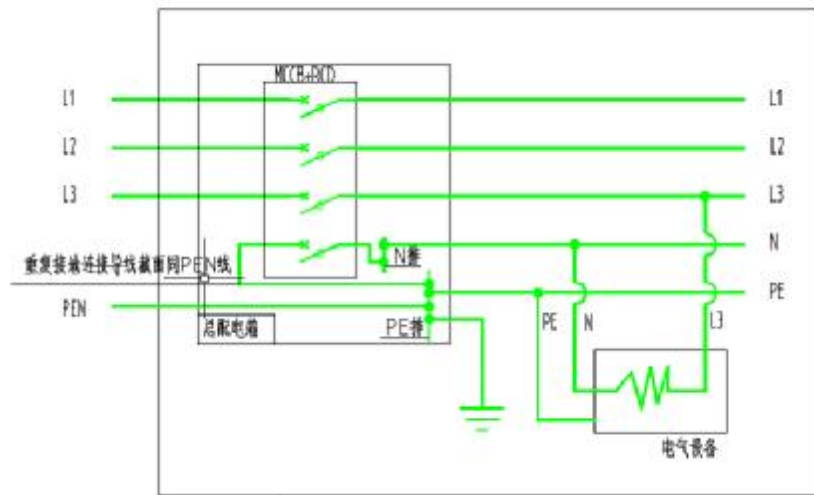 MCCB+RCD
L1
L1
L2
L2
L3
L3
N
N排
重复接地连接导线截面同PEN线
PE
PEN
PE
N
L3
总配电箱
PE排
电气设备